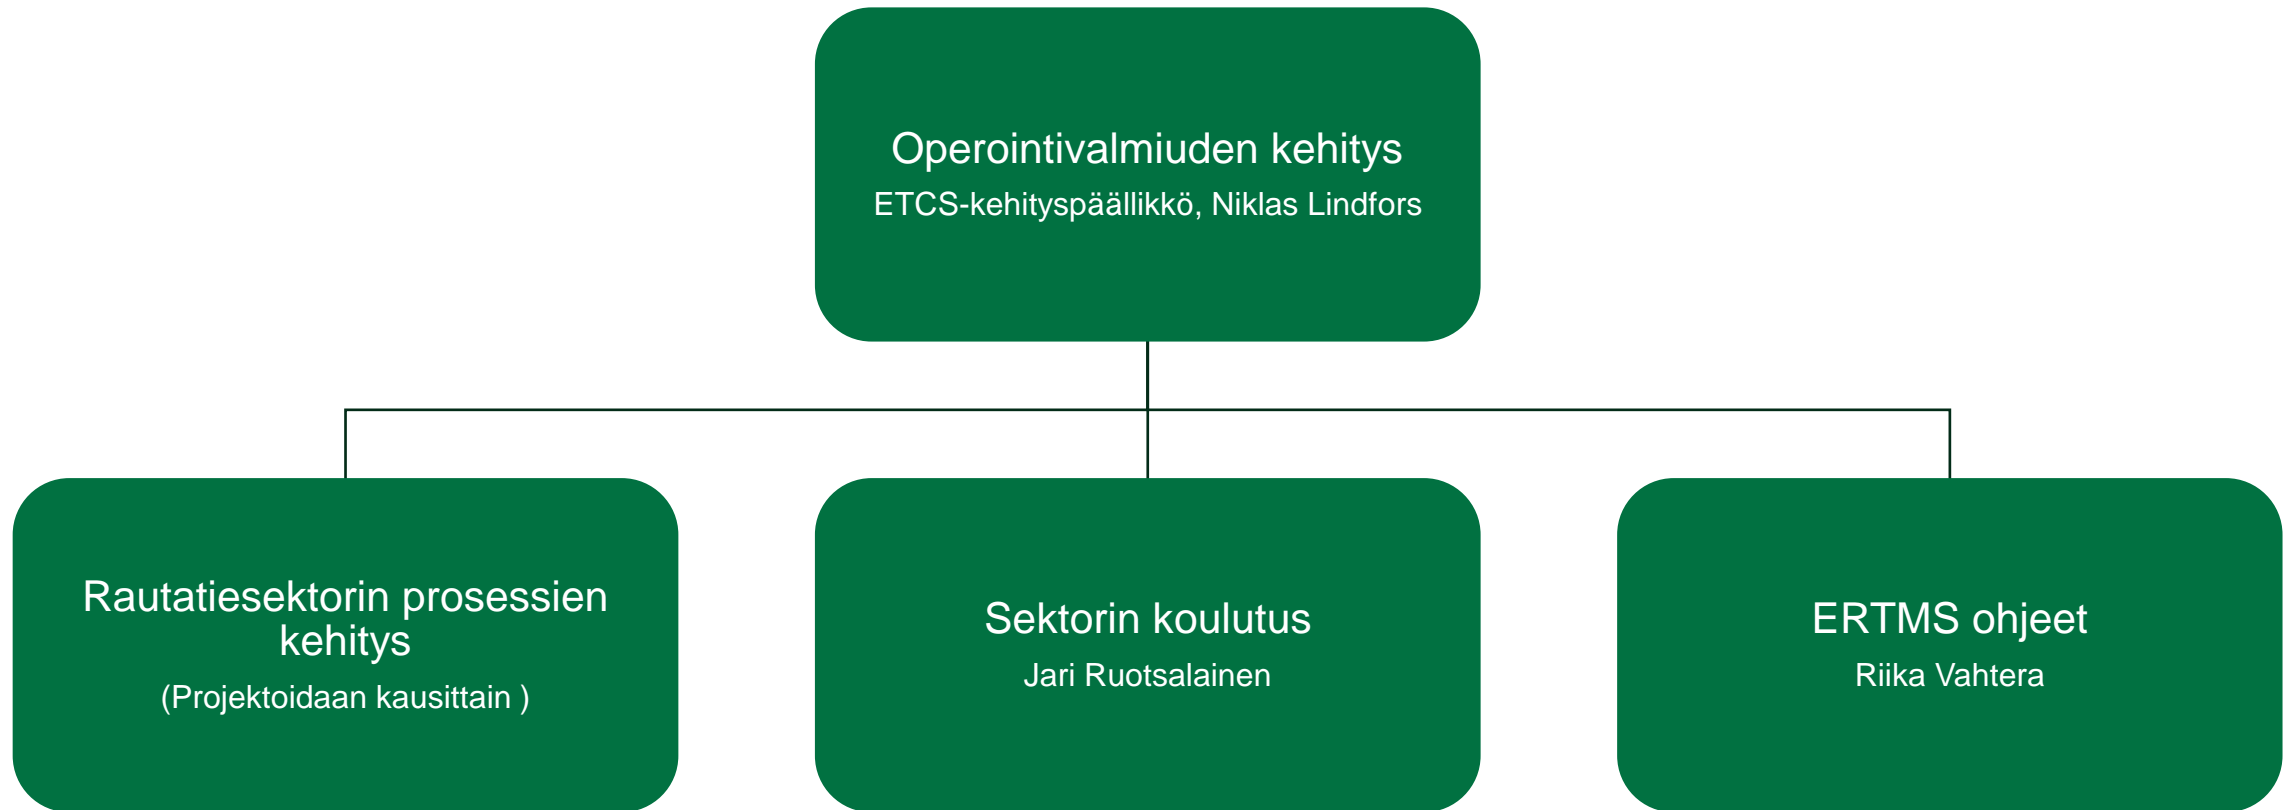 Operointivalmiuden kehitys
ETCS-kehityspäällikkö, Niklas Lindfors
Rautatiesektorin prosessien
kehitys
(Projektoidaan kausittain )
Sektorin koulutus
Jari Ruotsalainen
ERTMS ohjeet
Riika Vahtera